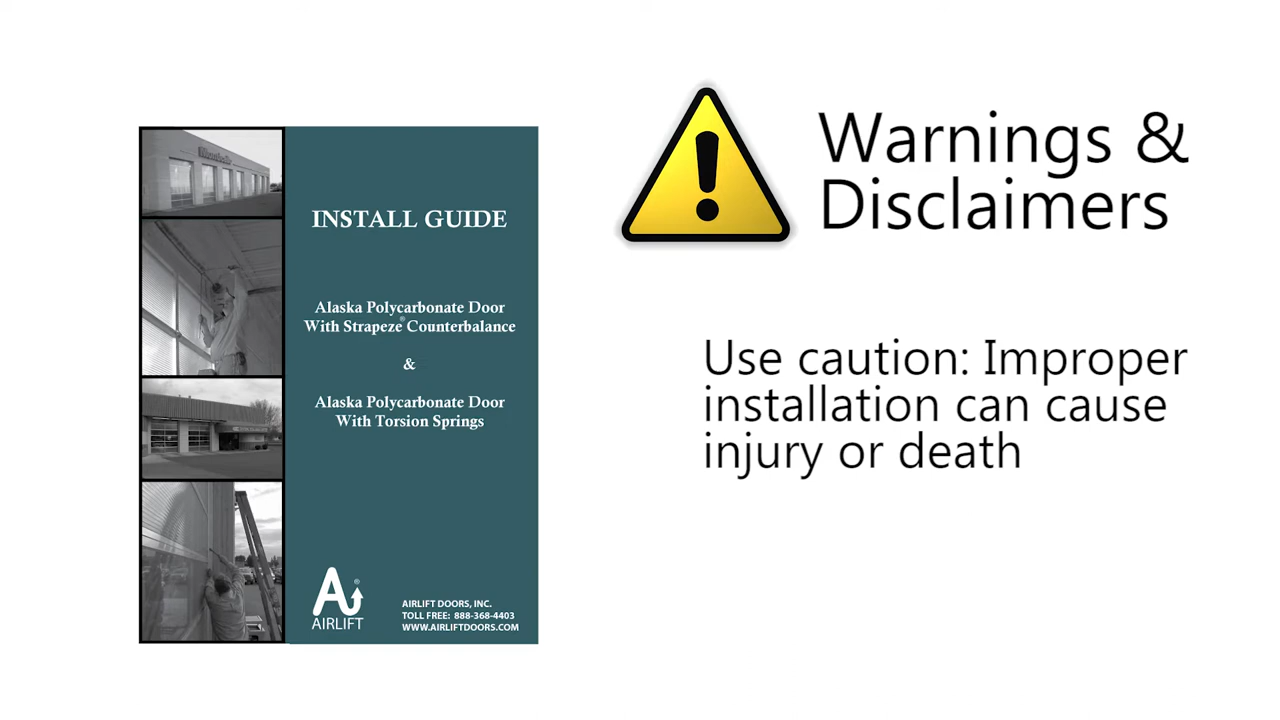 INSTALL GUIDE
Alaska Polycarbonate Door
With Strapeze® Counterbalance
&
Alaska Polycarbonate Door
With Torsion Springs
®
AIRLIFT
AIRLIFT DOORS, INC.
TOLL FREE: 888-368-4403
WWW.AIRLIFTDOORS.COM
Warnings &
Disclaimers
Use caution: Improper
installation can cause
injury or death